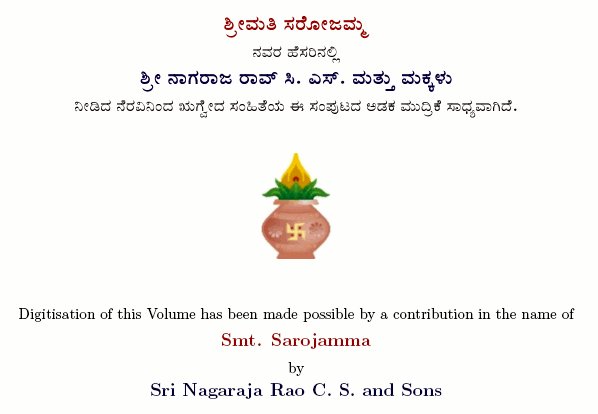 ಶ್ರೀಮತಿ ಸರೋಜಮ್ಮ
ನವರ ಹೆಸರಿನಲ್ಲಿ
ಶ್ರೀ ನಾಗರಾಜ ರಾವ್ ಸಿ. ಎಸ್. ಮತ್ತು ಮಕ್ಕಳು
ನೀಡಿದ ನೆರವಿನಿಂದ ಋಗ್ವೇದ ಸಂಹಿತೆಯ ಈ ಸಂಪುಟದ ಅಡಕ ಮುದ್ರಿಕೆ ಸಾಧ್ಯವಾಗಿದೆ.
Digitisation of this Volume has been made possible by a contribution in the name of
Smt. Sarojamma
by
Sri Nagaraja Rao C. S. and Sons